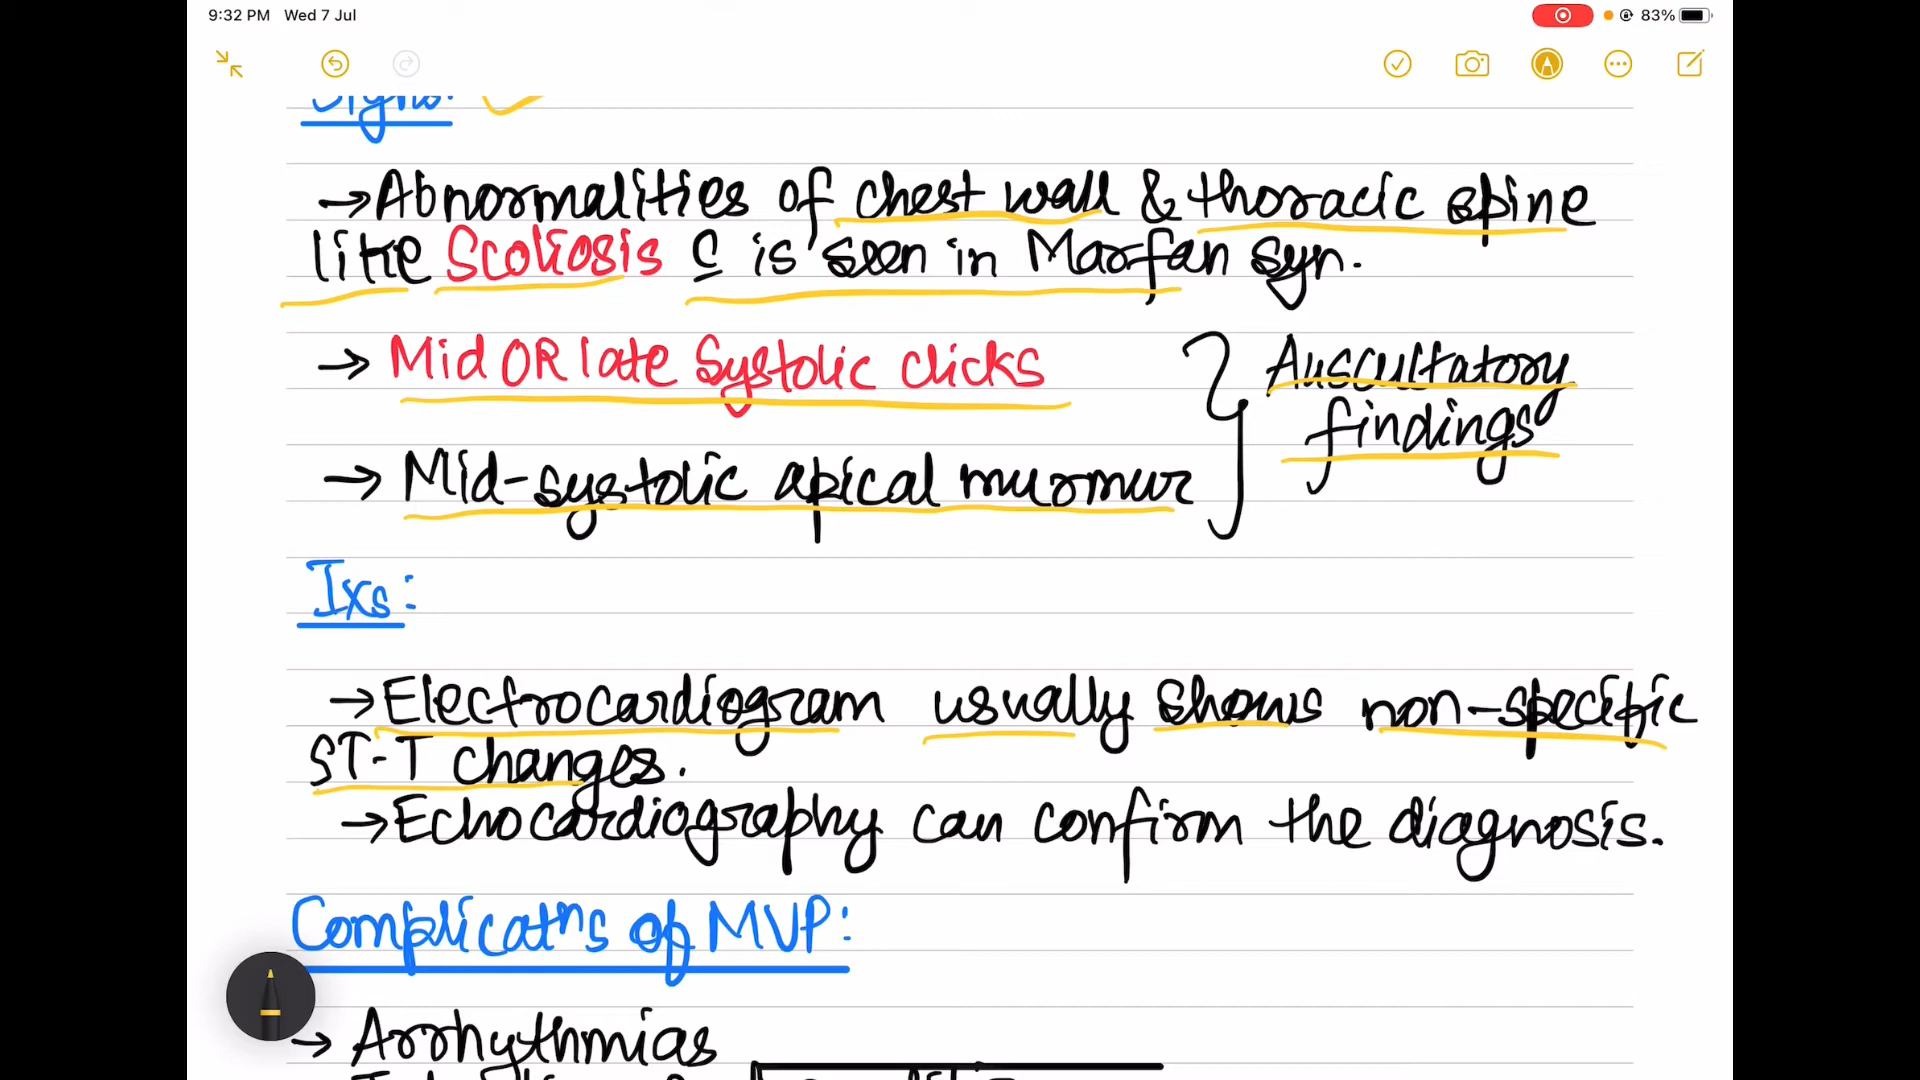 9:32 PM Wed 7 Jul 83%
Signs:
→Abnormalities of chest wall & thoracic spine
like Scoliosis c̲ is seen in Marfan syn.
→ Mid OR late Systolic clicks
Auscultatory
findings
→ Mid-systolic apical murmur
Ixs:
→Electrocardiogram usually shows non-specific
ST-T changes.
→Echocardiography can confirm the diagnosis.
Complicatⁿs of MVP:
→ Arrhythmias